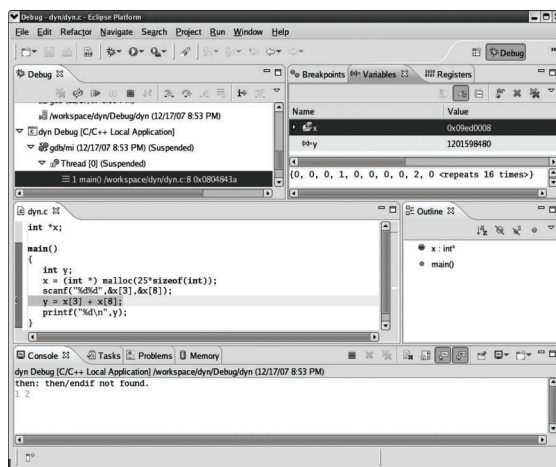 Debug - dyn/dyn.c - Eclipse Platform
File Edit Refactor Navigate Search Project Run Window Help
Debug
Debug
/workspace/dyn/Debug/dyn (12/17/07 8:53 PM)
dyn Debug [C/C++ Local Application]
gdb/mi (12/17/07 8:53 PM) (Suspended)
Thread [0] (Suspended)
1 main() /workspace/dyn/dyn.c:8 0x0804843a
Breakpoints Variables Registers
Name Value
x 0x09ed0008
y 1201598480
{0, 0, 0, 1, 0, 0, 0, 0, 2, 0 <repeats 16 times>}
dyn.c
int *x;
main()
{
int y;
x = (int *) malloc(25*sizeof(int));
scanf("%d%d",&x[3],&x[8]);
y = x[3] + x[8];
printf("%d\n",y);
}
Outline
x : int*
main()
Console Tasks Problems Memory
dyn Debug [C/C++ Local Application] /workspace/dyn/Debug/dyn (12/17/07 8:53 PM)
then: then/endif not found.
1 2